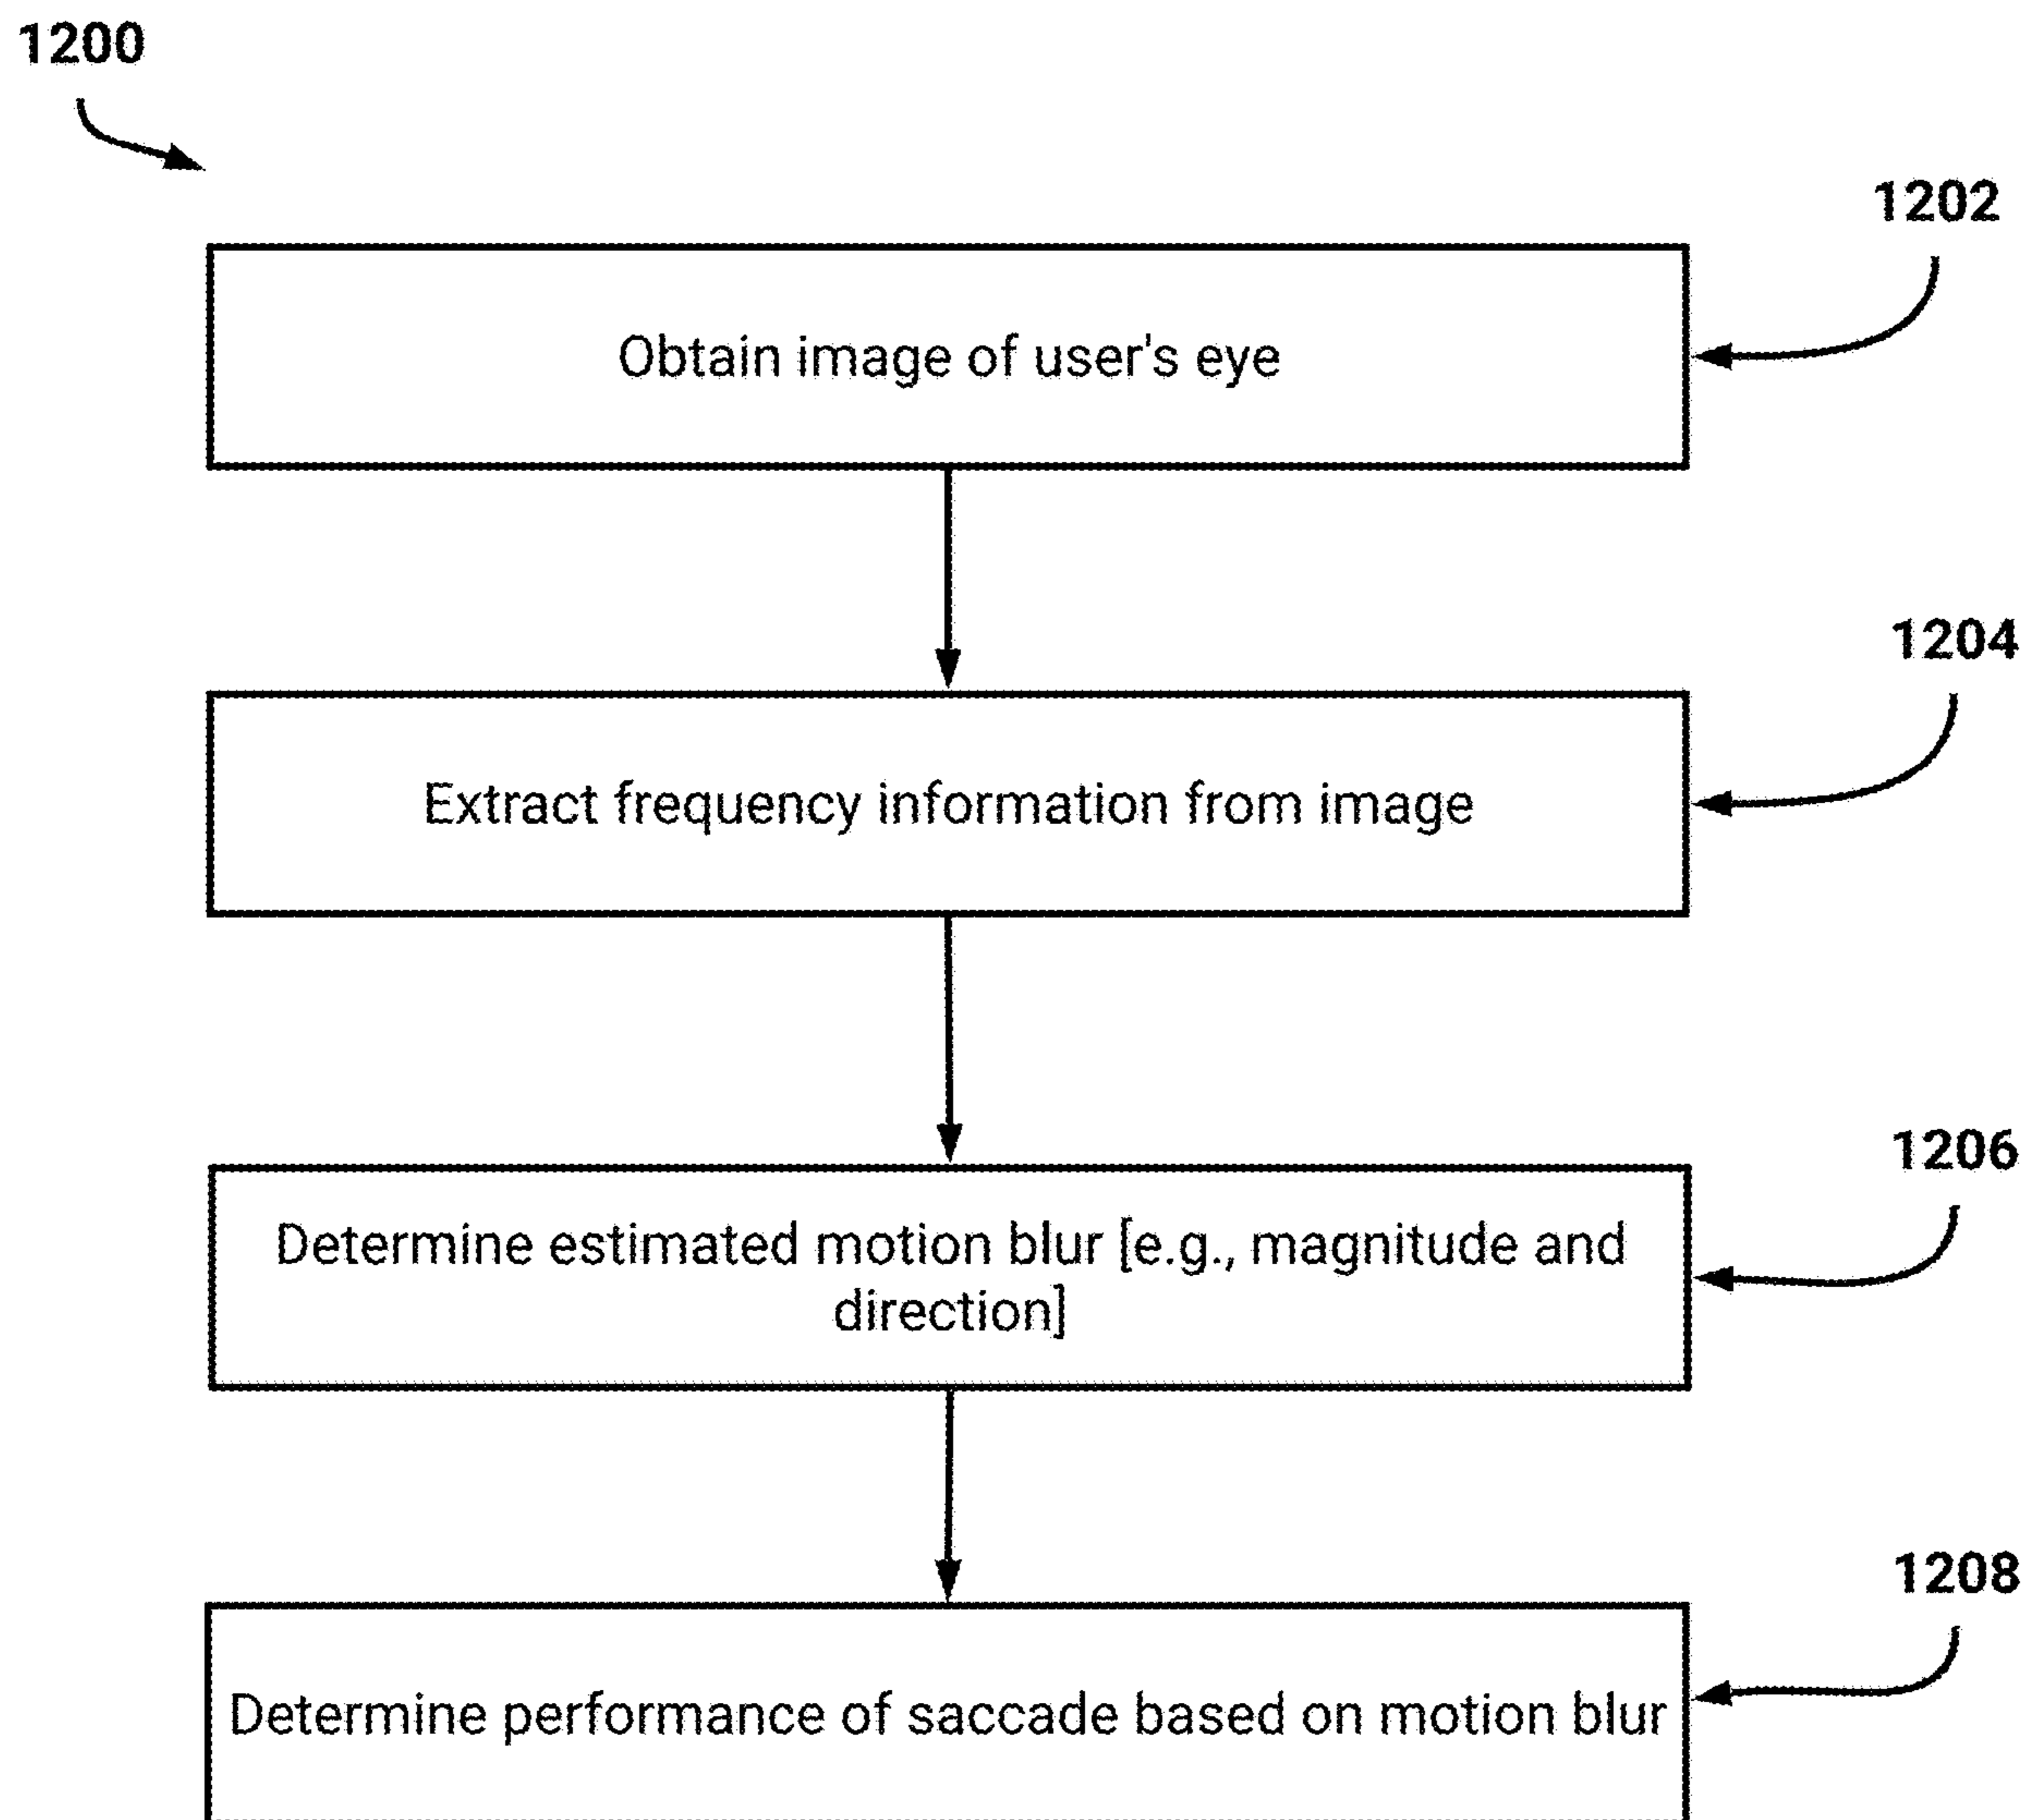 1200
1202
Obtain image of user's eye
1204
Extract frequency information from image
1206
Determine estimated motion blur [e.g., magnitude and
direction]
1208
Determine performance of saccade based on motion blur